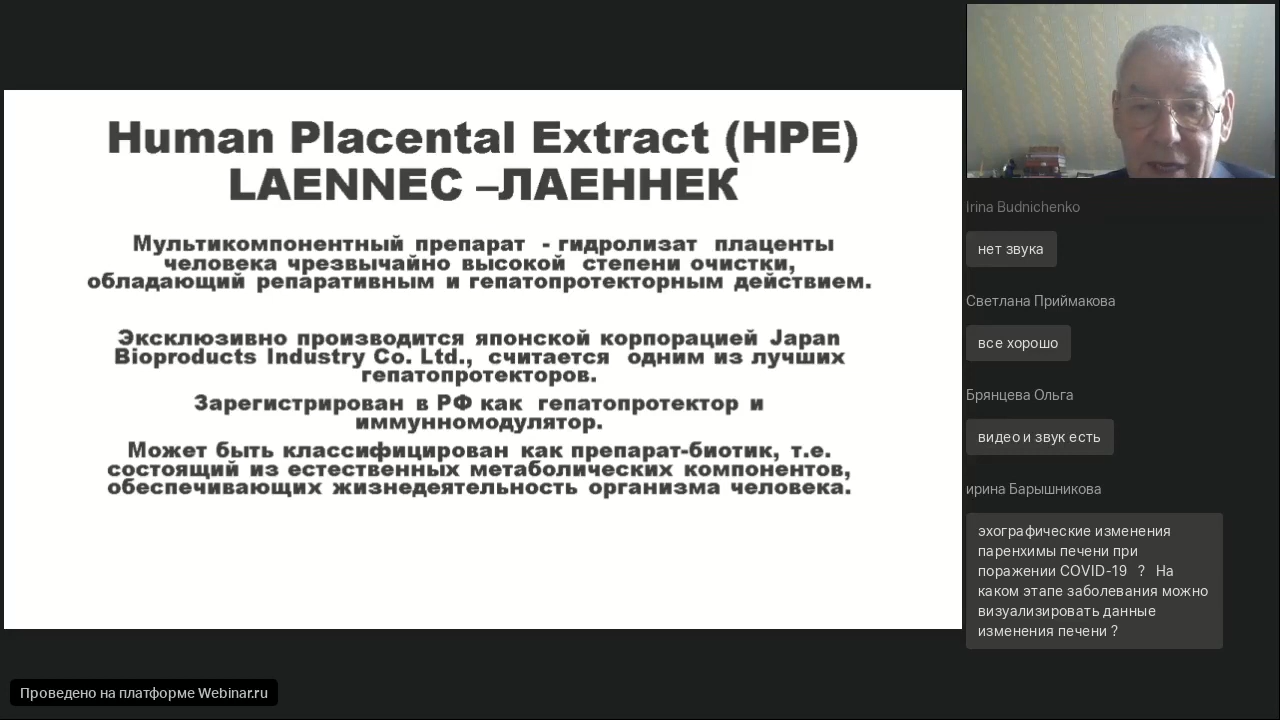 Human Placental Extract (HPE)
LAENNEC –ЛАЕННЕК
Мультикомпонентный препарат - гидролизат плаценты
человека чрезвычайно высокой степени очистки,
обладающий репаративным и гепатопротекторным действием.
Эксклюзивно производится японской корпорацией Japan
Bioproducts Industry Co. Ltd., считается одним из лучших
гепатопротекторов.
Зарегистрирован в РФ как гепатопротектор и
иммунномодулятор.
Может быть классифицирован как препарат-биотик, т.е.
состоящий из естественных метаболических компонентов,
обеспечивающих жизнедеятельность организма человека.
Irina Budnichenko
нет звука
Светлана Приймакова
все хорошо
Брянцева Ольга
видео и звук есть
ирина Барышникова
эхографические изменения
паренхимы печени при
поражении COVID-19 ? На
каком этапе заболевания можно
визуализировать данные
изменения печени ?
Проведено на платформе Webinar.ru